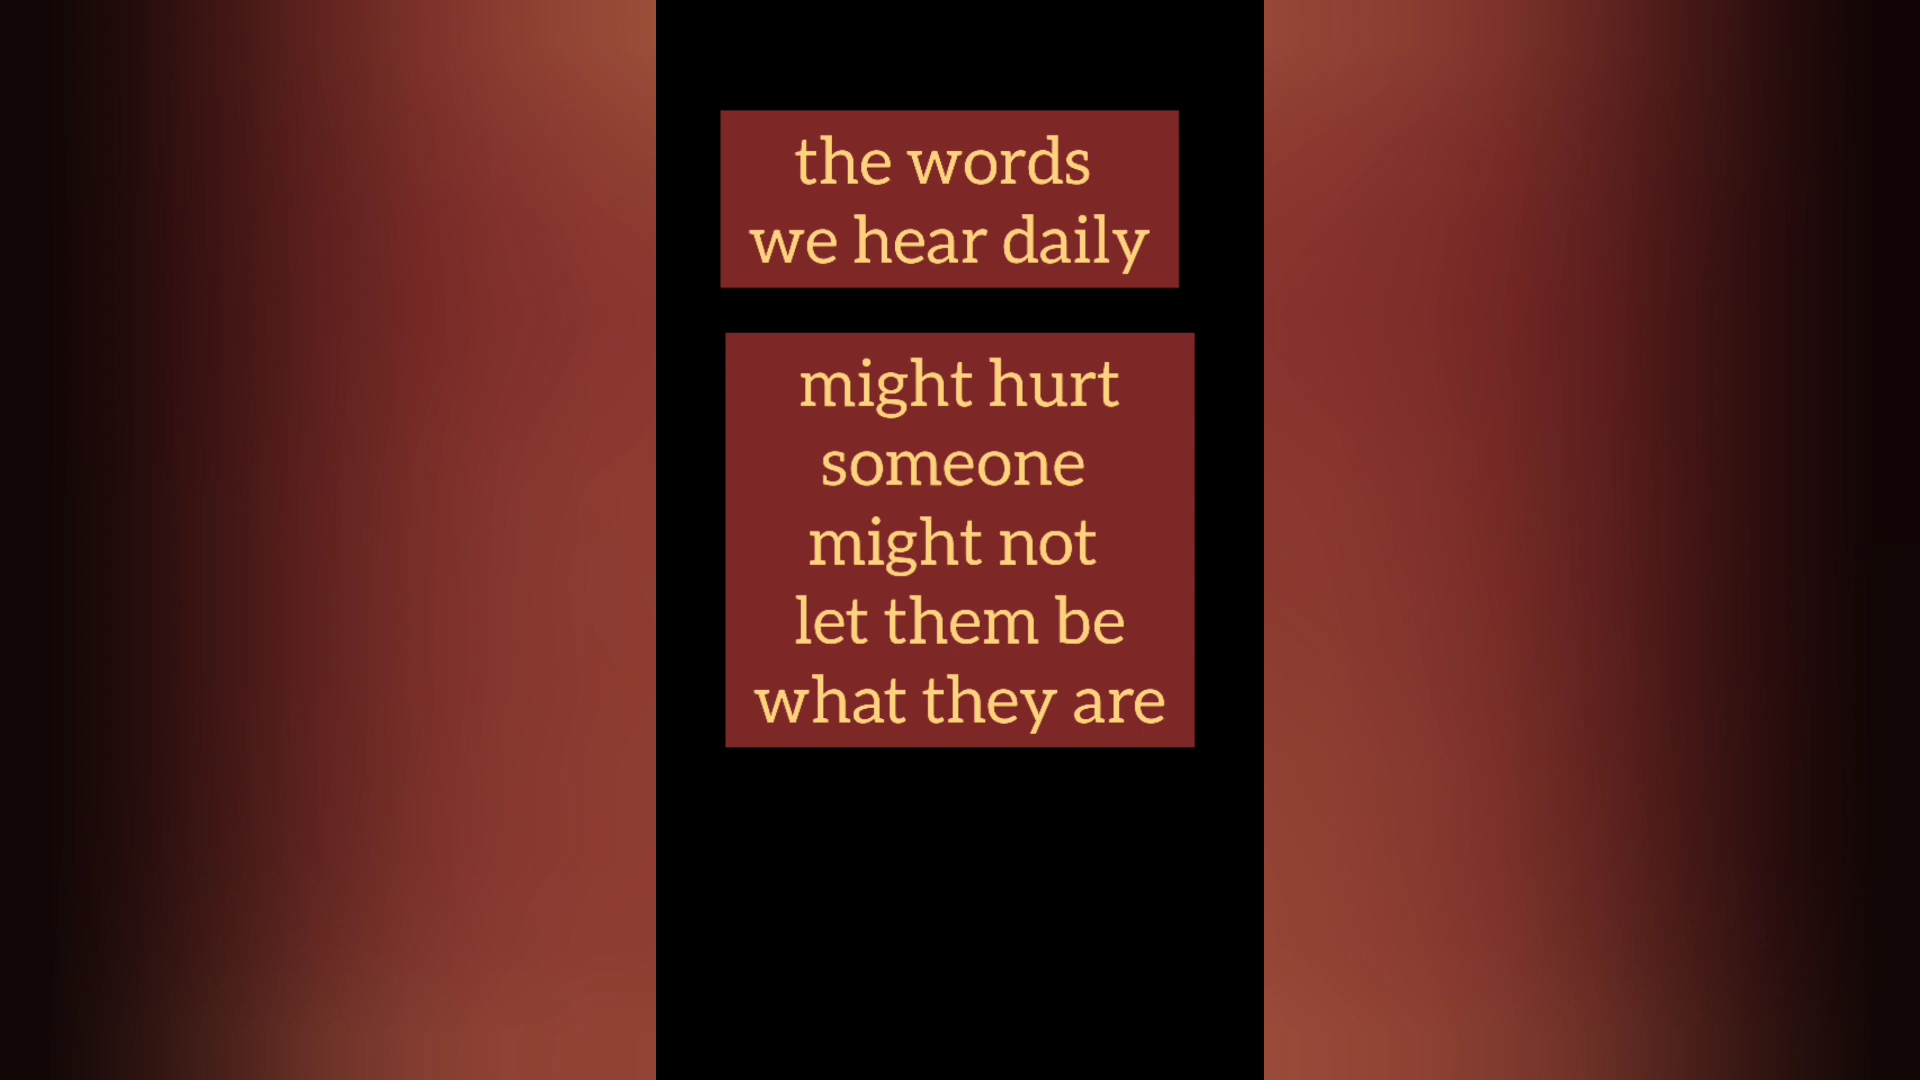 the words
we hear daily
might hurt
someone
might not
let them be
what they are